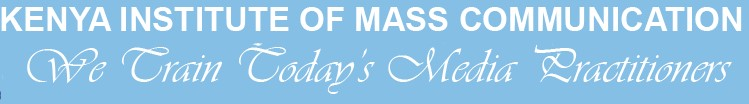 KENYA INSTITUTE OF MASS COMMUNICATION
We Train Today's Media Practitioners